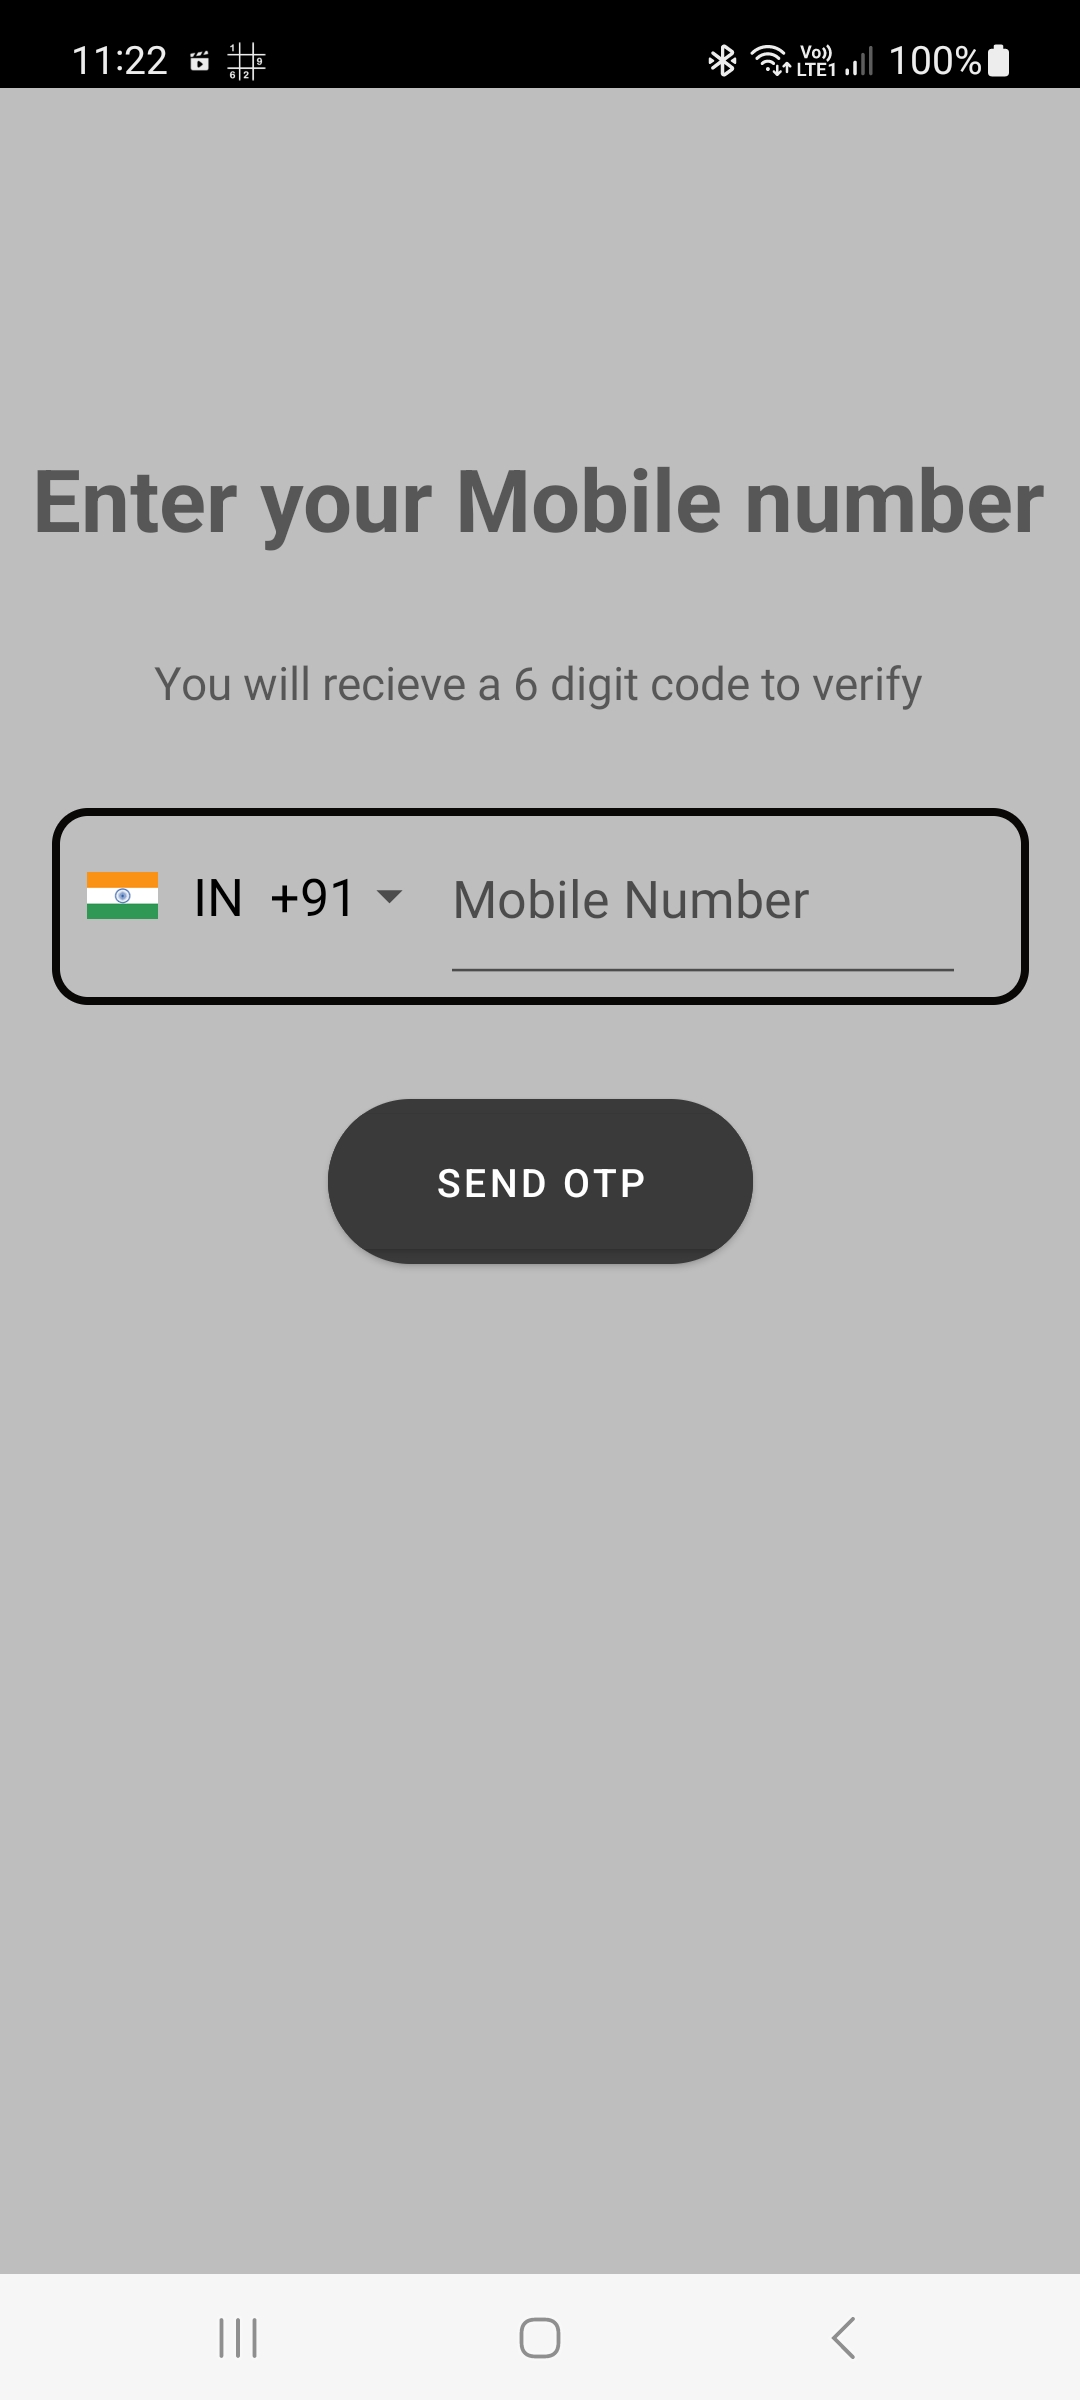 11:22
Vo)) LTE1 100%
Enter your Mobile number
You will recieve a 6 digit code to verify
IN +91 Mobile Number
SEND OTP